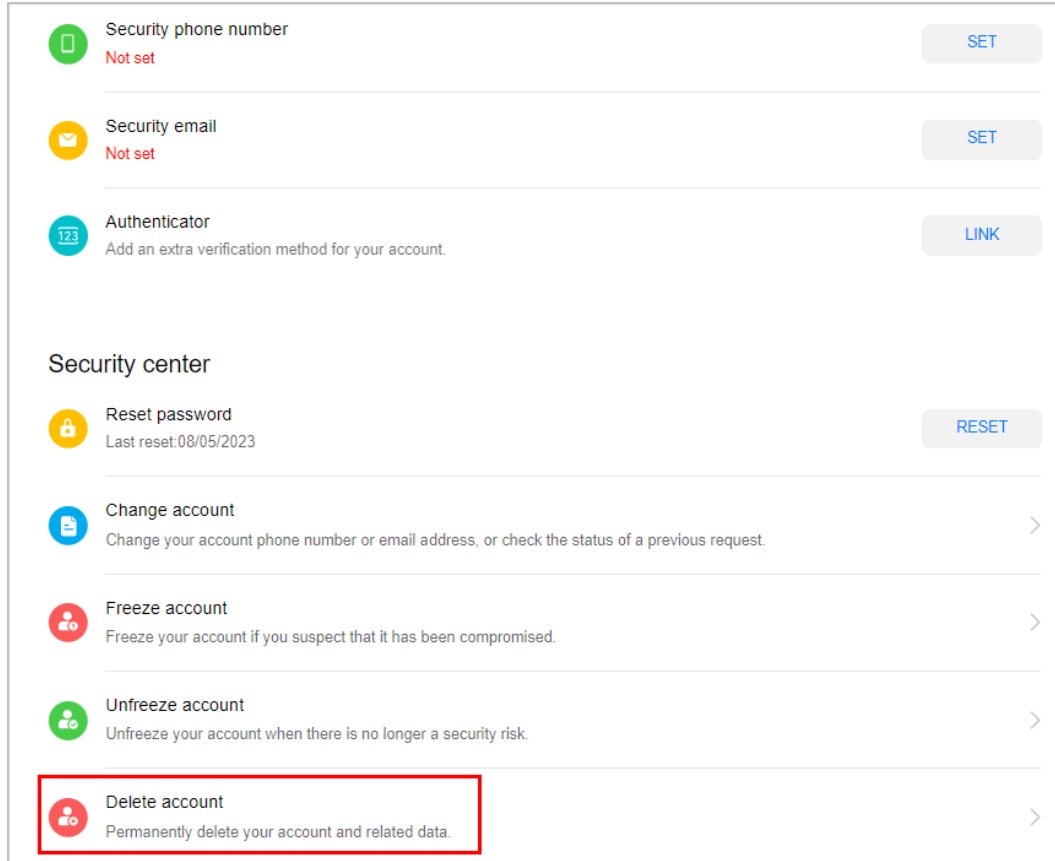 Security phone number
Not set
SET
Security email
Not set
SET
123
Authenticator
Add an extra verification method for your account.
LINK
Security center
Reset password
Last reset:08/05/2023
RESET
Change account
Change your account phone number or email address, or check the status of a previous request.
Freeze account
Freeze your account if you suspect that it has been compromised.
Unfreeze account
Unfreeze your account when there is no longer a security risk.
Delete account
Permanently delete your account and related data.